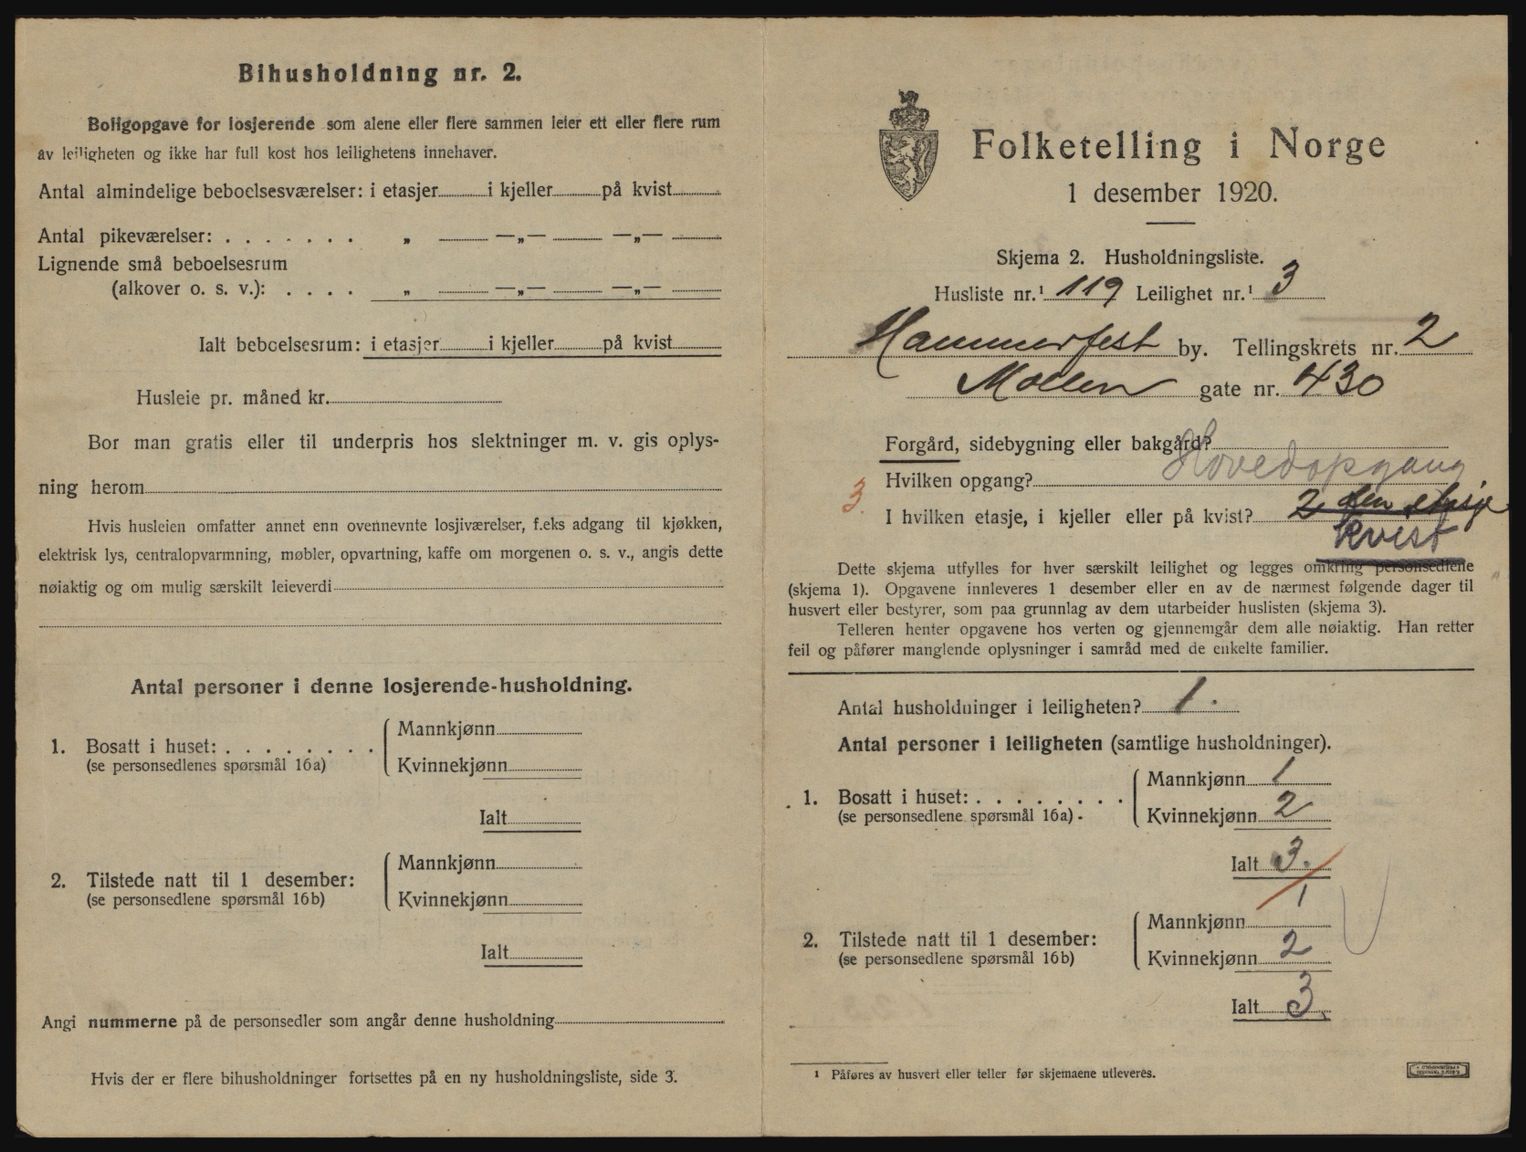 Bihusholdning nr. 2.
Boligopgave for losjerende som alene eller flere sammen leier ett eller flere rum
av leiligheten og ikke har full kost hos leilighetens innehaver.
Antal almindelige beboelsesværelser: i etasjer i kjeller på kvist
Antal pikeværelser: . . . . . . . „ —„— —„—
Lignende små beboelsesrum
(alkover o. s. v.): . . . . „ —„— —„—
Ialt beboelsesrum: i etasjer i kjeller på kvist
Husleie pr. måned kr.
Bor man gratis eller til underpris hos slektninger m. v. gis oplys-
ning herom
Hvis husleien omfatter annet enn ovennevnte losjiværelser, f.eks adgang til kjøkken,
elektrisk lys, centralopvarmning, møbler, opvartning, kaffe om morgenen o. s. v., angis dette
nøiaktig og om mulig særskilt leieverdi
Antal personer i denne losjerende-husholdning.
1. Bosatt i huset: . . . . . . . . Mannkjønn
(se personsedlenes spørsmål 16a) Kvinnekjønn
Ialt
2. Tilstede natt til 1 desember: Mannkjønn
(se personsedlene spørsmål 16b) Kvinnekjønn
Ialt
Angi nummerne på de personsedler som angår denne husholdning
Hvis der er flere bihusholdninger fortsettes på en ny husholdningsliste, side 3.
Folketelling i Norge
1 desember 1920.
Skjema 2. Husholdningsliste.
Husliste nr.¹ 119 Leilighet nr.¹ 3
Hammerfest by. Tellingskrets nr. 2
Mollen gate nr. 430
Forgård, sidebygning eller bakgård?
Hvilken opgang? Hovedopgang
3. I hvilken etasje, i kjeller eller på kvist? 2 den etasje
Kvist
Dette skjema utfylles for hver særskilt leilighet og legges omkring personsedlene
(skjema 1). Opgavene innleveres 1 desember eller en av de nærmest følgende dager til
husvert eller bestyrer, som paa grunnlag av dem utarbeider huslisten (skjema 3).
Telleren henter opgavene hos verten og gjennemgår dem alle nøiaktig. Han retter
feil og påfører manglende oplysninger i samråd med de enkelte familier.
Antal husholdninger i leiligheten? 1.
Antal personer i leiligheten (samtlige husholdninger).
1. Bosatt i huset: . . . . . . . . Mannkjønn 1
(se personsedlene spørsmål 16a) Kvinnekjønn 2
Ialt 3.
2. Tilstede natt til 1 desember: Mannkjønn 1
(se personsedlene spørsmål 16b) Kvinnekjønn 2
Ialt 3.
¹ Påføres av husvert eller teller før skjemaene utleveres.